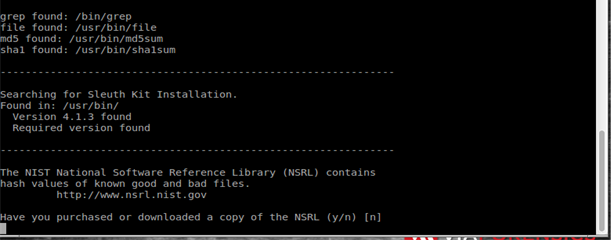 grep found: /bin/grep
file found: /usr/bin/file
md5 found: /usr/bin/md5sum
sha1 found: /usr/bin/sha1sum
---------------------------------------------------------------
Searching for Sleuth Kit Installation.
Found in: /usr/bin/
Version 4.1.3 found
Required version found
---------------------------------------------------------------
The NIST National Software Reference Library (NSRL) contains
hash values of known good and bad files.
http://www.nsrl.nist.gov
Have you purchased or downloaded a copy of the NSRL (y/n) [n]